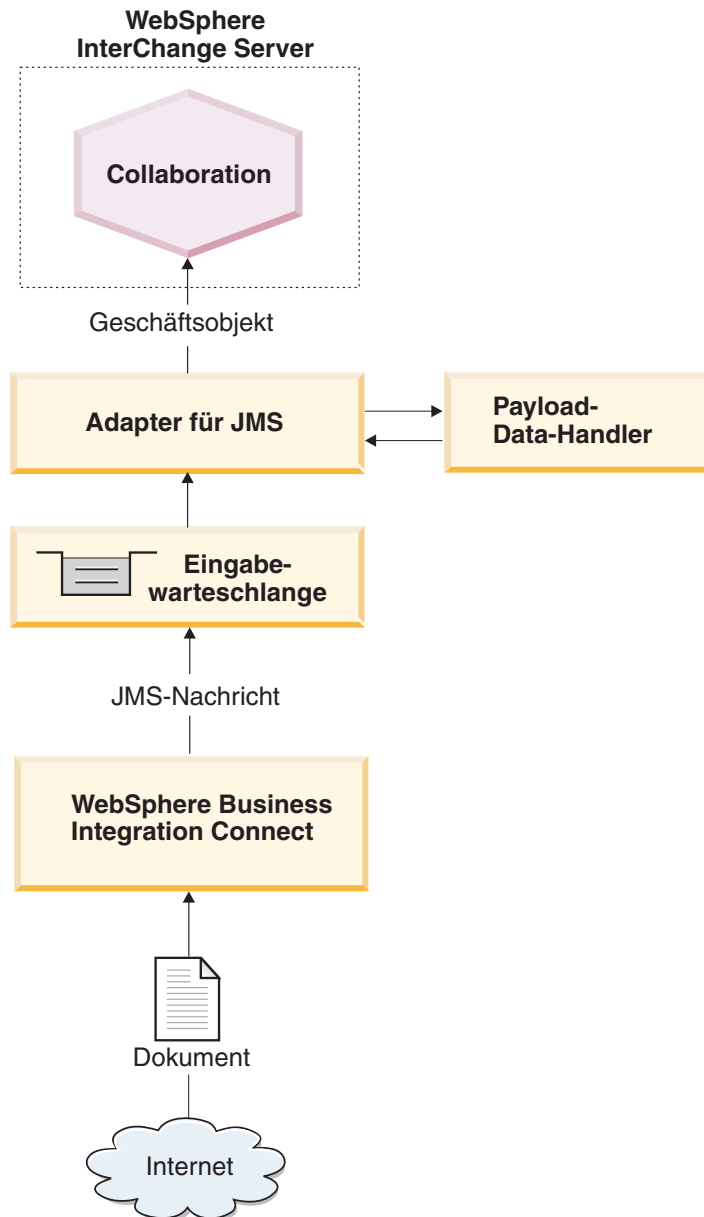 WebSphere
InterChange Server
Collaboration
Geschäftsobjekt
Adapter für JMS
Payload-
Data-Handler
Eingabe-
warteschlange
JMS-Nachricht
WebSphere Business
Integration Connect
Dokument
Internet